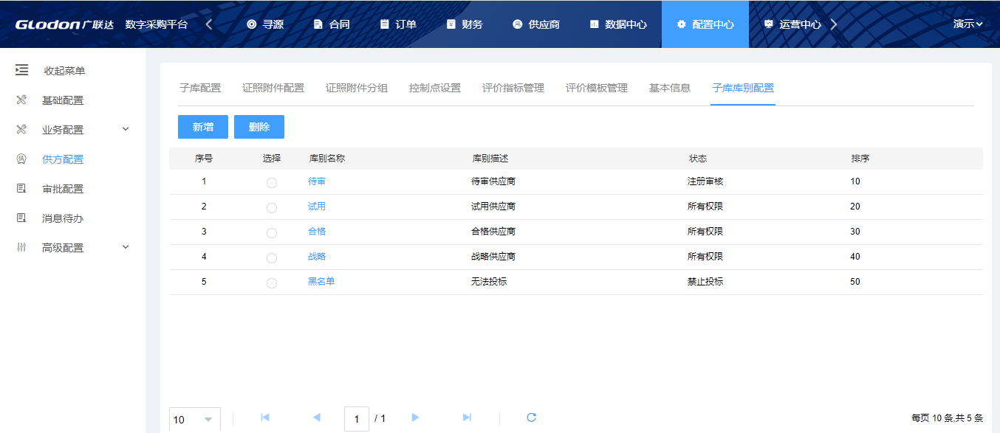 GLODON广联达 数字采购平台 寻源 合同 订单 财务 供应商 数据中心 配置中心 运营中心 演示
收起菜单
基础配置
业务配置
供方配置
审批配置
消息待办
高级配置
子库配置 证照附件配置 证照附件分组 控制点设置 评价指标管理 评价模板管理 基本信息 子库库别配置
新增 删除
序号 选择 库别名称 库别描述 状态 排序
1 待审 待审供应商 注册审核 10
2 试用 试用供应商 所有权限 20
3 合格 合格供应商 所有权限 30
4 战略 战略供应商 所有权限 40
5 黑名单 无法投标 禁止投标 50
10 1 / 1 每页 10 条,共 5 条